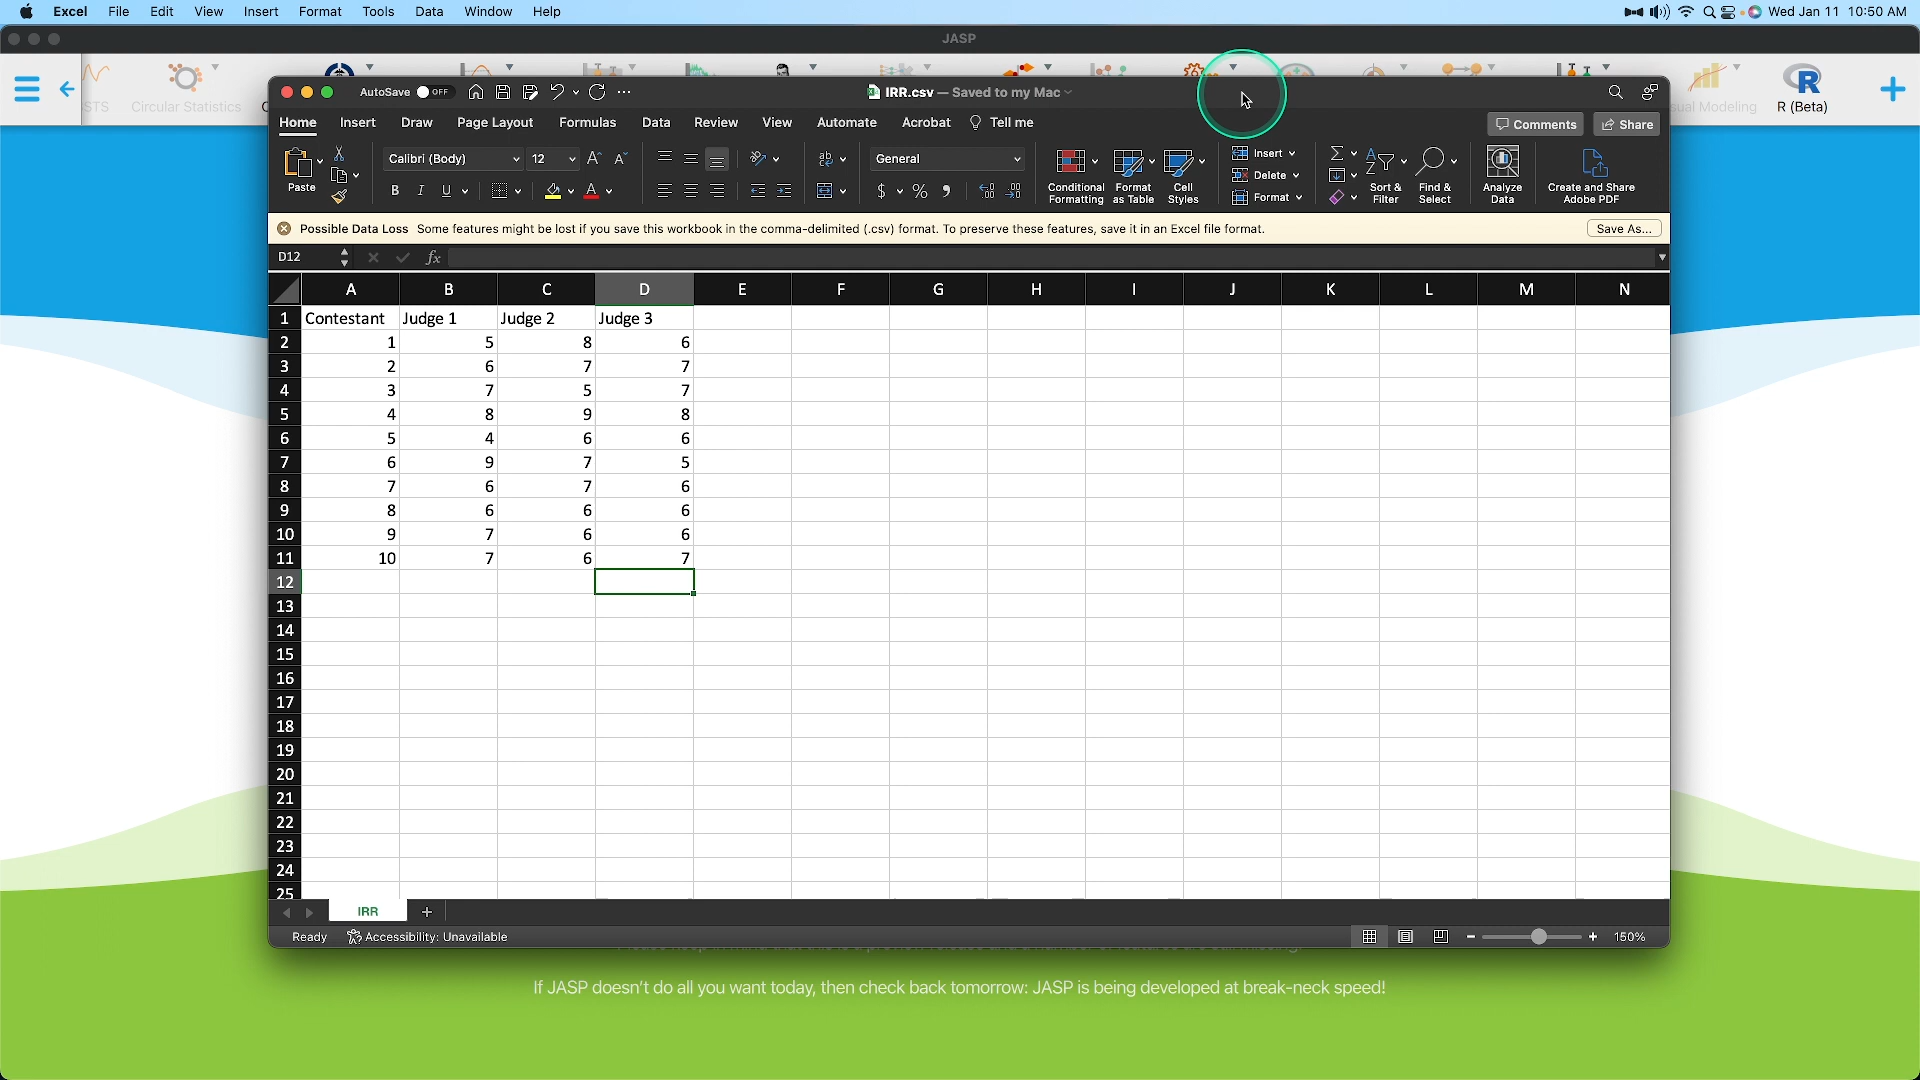 Excel File Edit View Insert Format Tools Data Window Help Wed Jan 11 10:50 AM
JASP
STS Circular Statistics sual Modeling R (Beta)
AutoSave OFF IRR.csv — Saved to my Mac
Home Insert Draw Page Layout Formulas Data Review View Automate Acrobat Tell me Comments Share
Paste Calibri (Body) 12 General Conditional Formatting Format as Table Cell Styles Insert Delete Format Sort & Filter Find & Select Analyze Data Create and Share Adobe PDF
B I U A $ % 
Possible Data Loss Some features might be lost if you save this workbook in the comma-delimited (.csv) format. To preserve these features, save it in an Excel file format. Save As...
D12 fx
A B C D E F G H I J K L M N
1 Contestant Judge 1 Judge 2 Judge 3
2 1 5 8 6
3 2 6 7 7
4 3 7 5 7
5 4 8 9 8
6 5 4 6 6
7 6 9 7 5
8 7 6 7 6
9 8 6 6 6
10 9 7 6 6
11 10 7 6 7
12
13
14
15
16
17
18
19
20
21
22
23
24
25
IRR +
Ready Accessibility: Unavailable 150%
If JASP doesn't do all you want today, then check back tomorrow: JASP is being developed at break-neck speed!